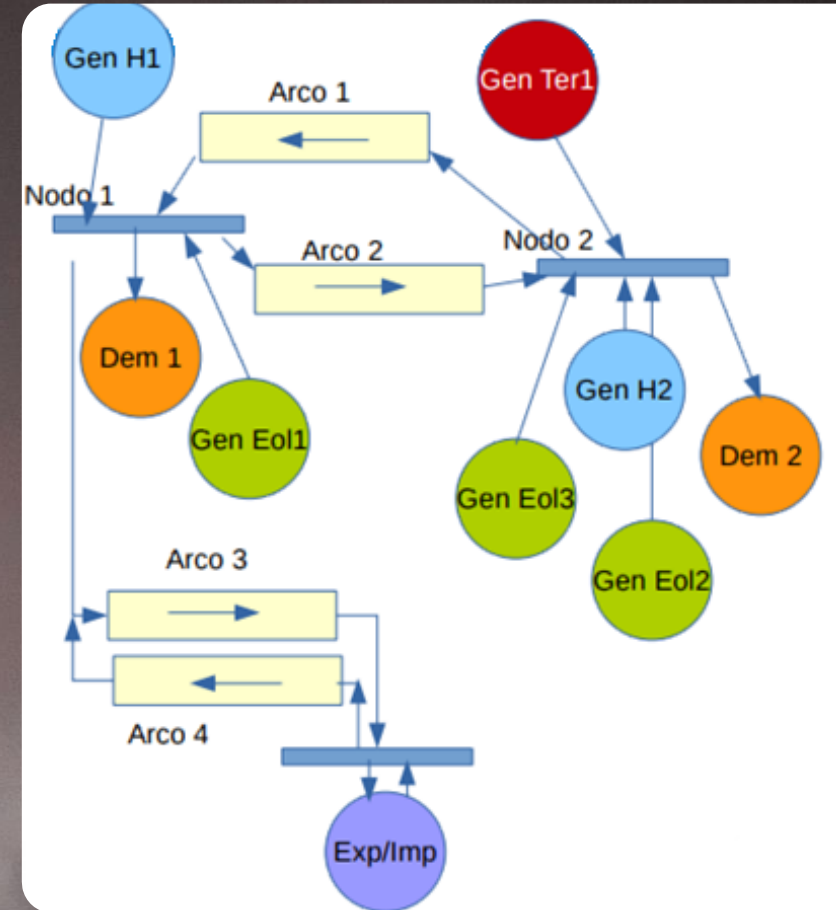 Gen H1
Gen Ter1
Arco 1
Nodo 1
Nodo 2
Arco 2
Dem 1
Gen H2
Gen Eol1
Dem 2
Gen Eol3
Gen Eol2
Arco 3
Arco 4
Exp/Imp